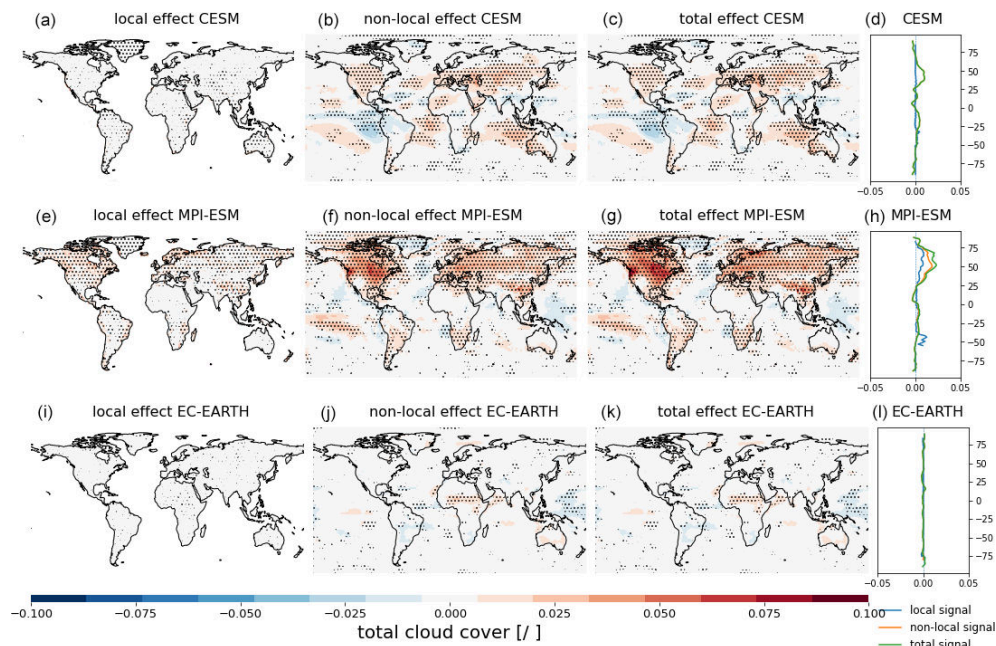 (a) local effect CESM
(b) non-local effect CESM
(c) total effect CESM
(d) CESM
75
50
25
0
−25
−50
−75
−0.05 0.00 0.05
(e) local effect MPI-ESM
(f) non-local effect MPI-ESM
(g) total effect MPI-ESM
(h) MPI-ESM
75
50
25
0
−25
−50
−75
−0.05 0.00 0.05
(i) local effect EC-EARTH
(j) non-local effect EC-EARTH
(k) total effect EC-EARTH
(l) EC-EARTH
75
50
25
0
−25
−50
−75
−0.05 0.00 0.05
−0.100 −0.075 −0.050 −0.025 0.000 0.025 0.050 0.075 0.100
total cloud cover [/ ]
local signal
non-local signal
total signal